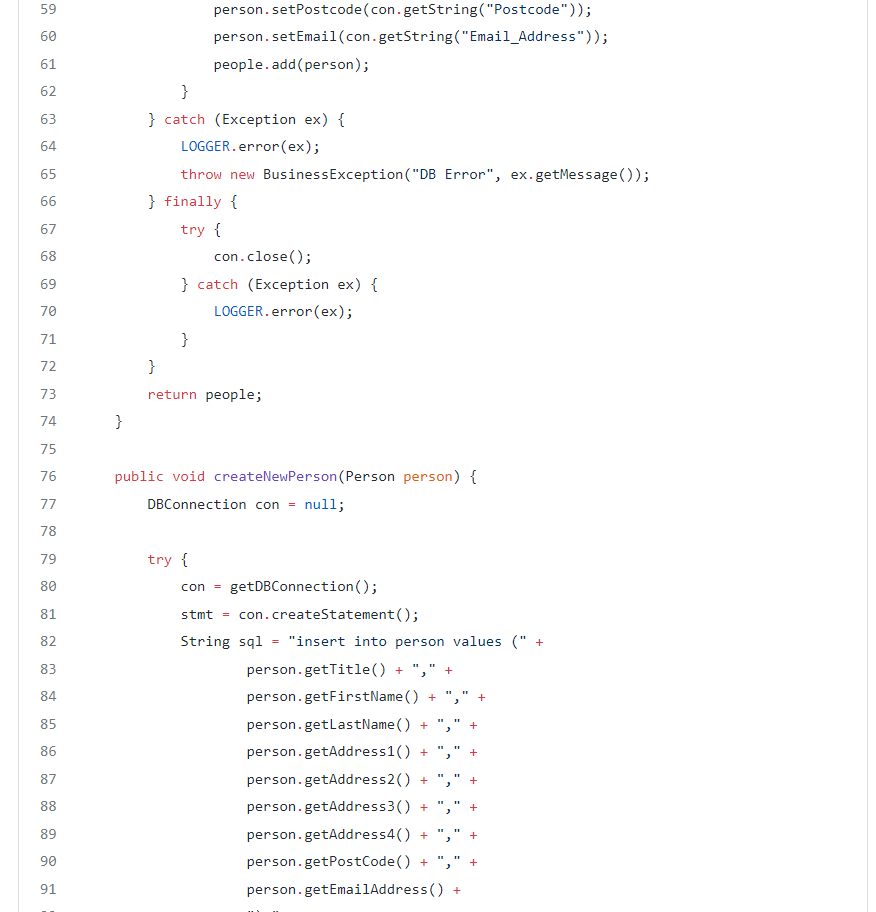 59 person.setPostcode(con.getString("Postcode"));
60 person.setEmail(con.getString("Email_Address"));
61 people.add(person);
62 }
63 } catch (Exception ex) {
64 LOGGER.error(ex);
65 throw new BusinessException("DB Error", ex.getMessage());
66 } finally {
67 try {
68 con.close();
69 } catch (Exception ex) {
70 LOGGER.error(ex);
71 }
72 }
73 return people;
74 }
75
76 public void createNewPerson(Person person) {
77 DBConnection con = null;
78
79 try {
80 con = getDBConnection();
81 stmt = con.createStatement();
82 String sql = "insert into person values (" +
83 person.getTitle() + "," +
84 person.getFirstName() + "," +
85 person.getLastName() + "," +
86 person.getAddress1() + "," +
87 person.getAddress2() + "," +
88 person.getAddress3() + "," +
89 person.getAddress4() + "," +
90 person.getPostCode() + "," +
91 person.getEmailAddress() +